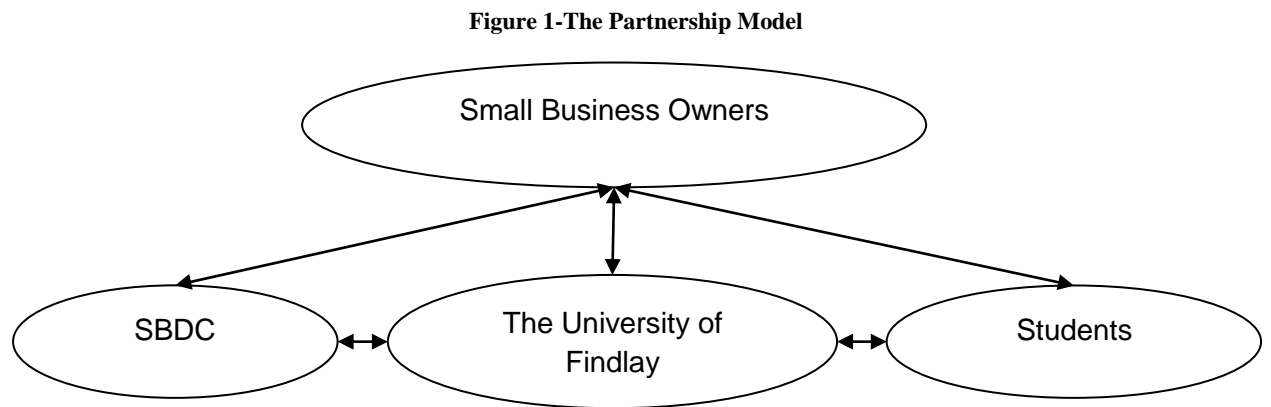 Figure 1-The Partnership Model
Small Business Owners
SBDC
The University of
Findlay
Students